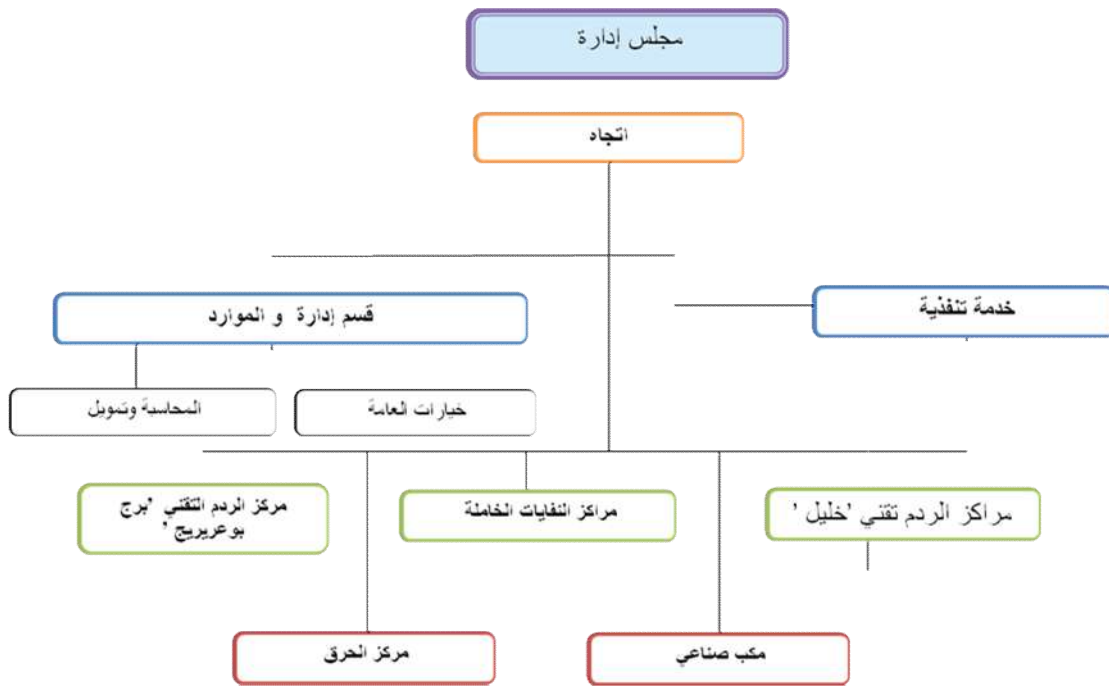 مجلس إدارة
اتجاه
قسم إدارة و الموارد
خدمة تنفذية
المحاسبة وتمويل
خيارات العامة
مركز الردم التقني 'برج
بوعريريج '
مراكز النفايات الخاملة
مراكز الردم تقني 'خليل '
مركز الحرق
مكب صناعي